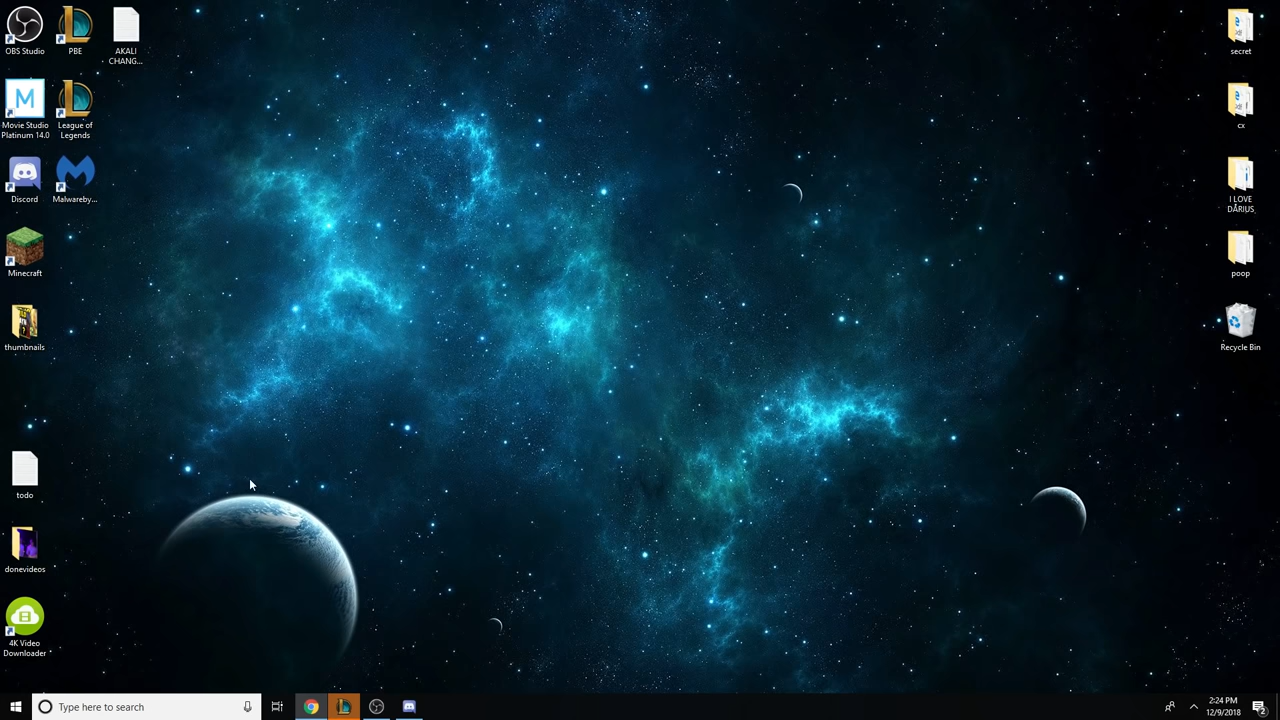 OBS Studio
PBE
AKALI
CHANG...
Movie Studio
Platinum 14.0
League of
Legends
Discord
Malwareby...
Minecraft
thumbnails
todo
donevideos
4K Video
Downloader
secret
cx
I LOVE
DARIUS
poop
Recycle Bin
Type here to search
2:24 PM
12/9/2018
2